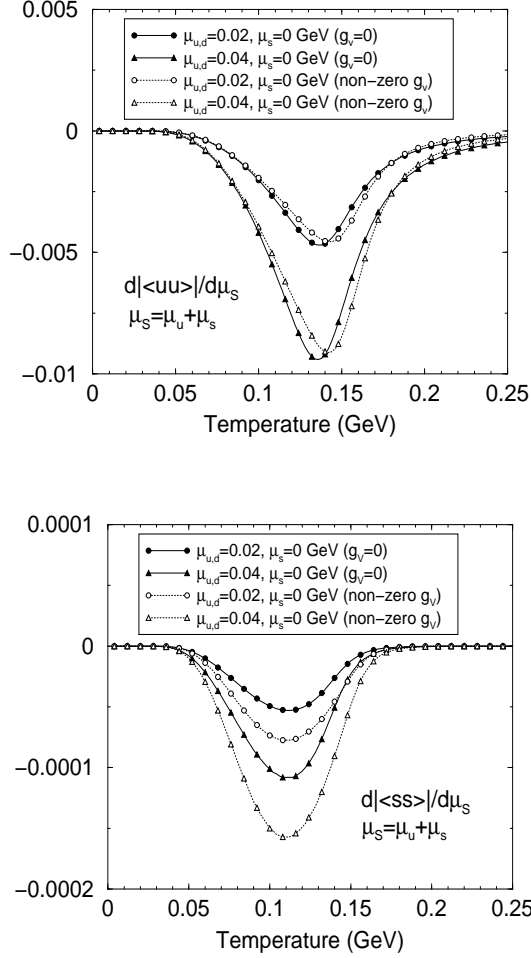 0.005
μu,d=0.02, μs=0 GeV (gv=0)
μu,d=0.04, μs=0 GeV (gv=0)
μu,d=0.02, μs=0 GeV (non−zero gv)
μu,d=0.04, μs=0 GeV (non−zero gv)
0
−0.005
d|<uu>|/dμS
μS=μu+μs
−0.01
0 0.05 0.1 0.15 0.2 0.25
Temperature (GeV)
0.0001
μu,d=0.02, μs=0 GeV (gV=0)
μu,d=0.04, μs=0 GeV (gV=0)
μu,d=0.02, μs=0 GeV (non−zero gV)
μu,d=0.04, μs=0 GeV (non−zero gV)
0
−0.0001
d|<ss>|/dμS
μS=μu+μs
−0.0002
0 0.05 0.1 0.15 0.2 0.25
Temperature (GeV)